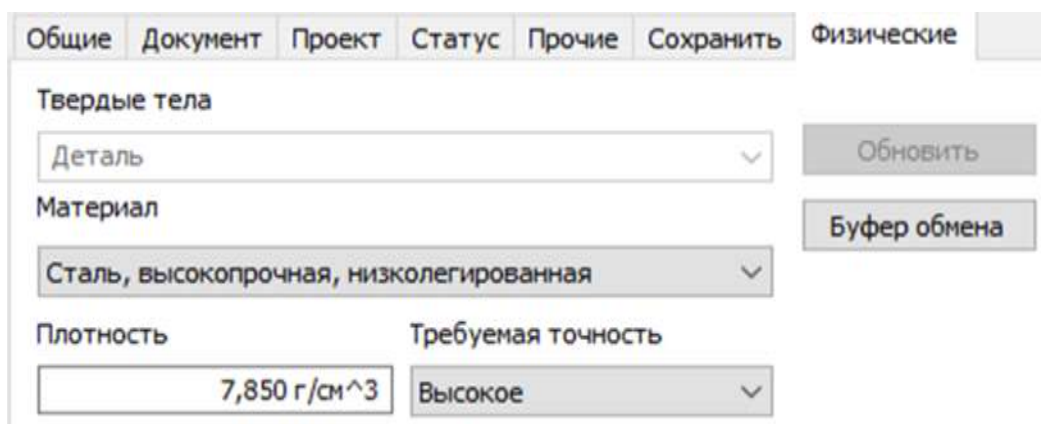 Общие Документ Проект Статус Прочие Сохранить Физические
Твердые тела
Деталь
Обновить
Материал
Буфер обмена
Сталь, высокопрочная, низколегированная
Плотность Требуемая точность
7,850 г/см^3 Высокое